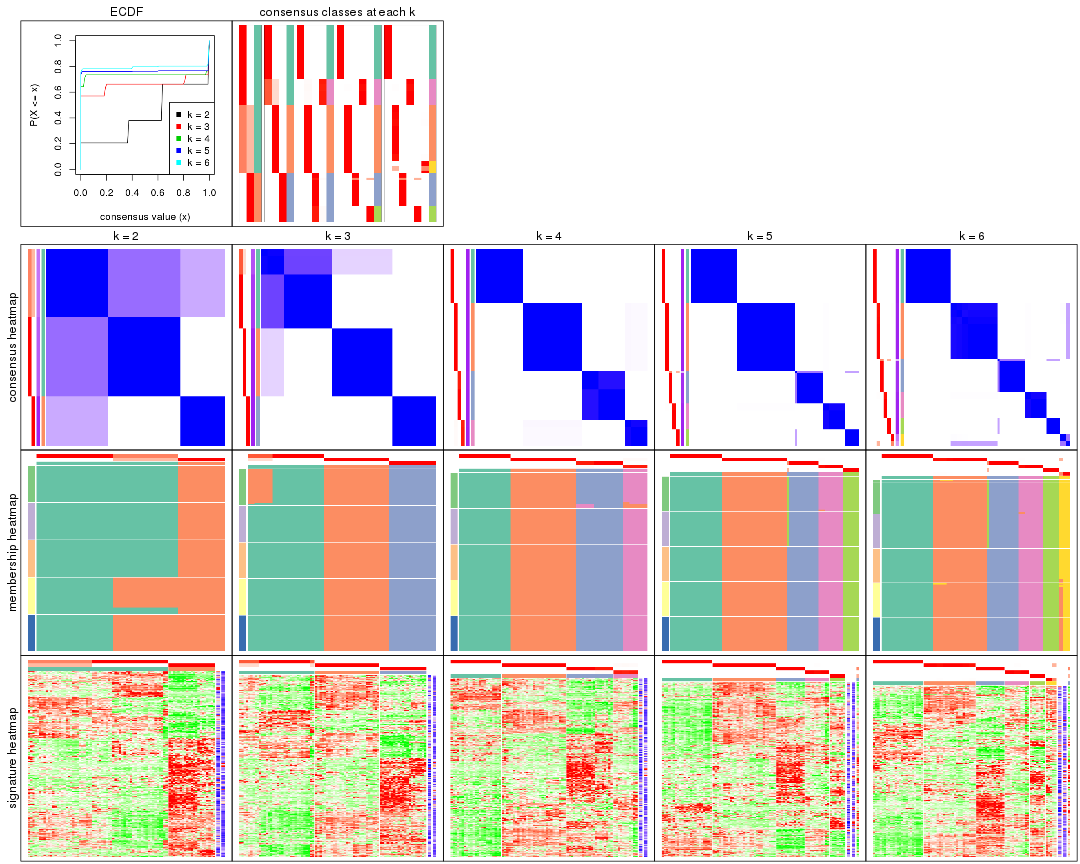 ECDF
consensus classes at each k
P(X <= x)
0.0 0.2 0.4 0.6 0.8 1.0
k = 2
k = 3
k = 4
k = 5
k = 6
0.0 0.2 0.4 0.6 0.8 1.0
consensus value (x)
k = 2
k = 3
k = 4
k = 5
k = 6
consensus heatmap
membership heatmap
signature heatmap